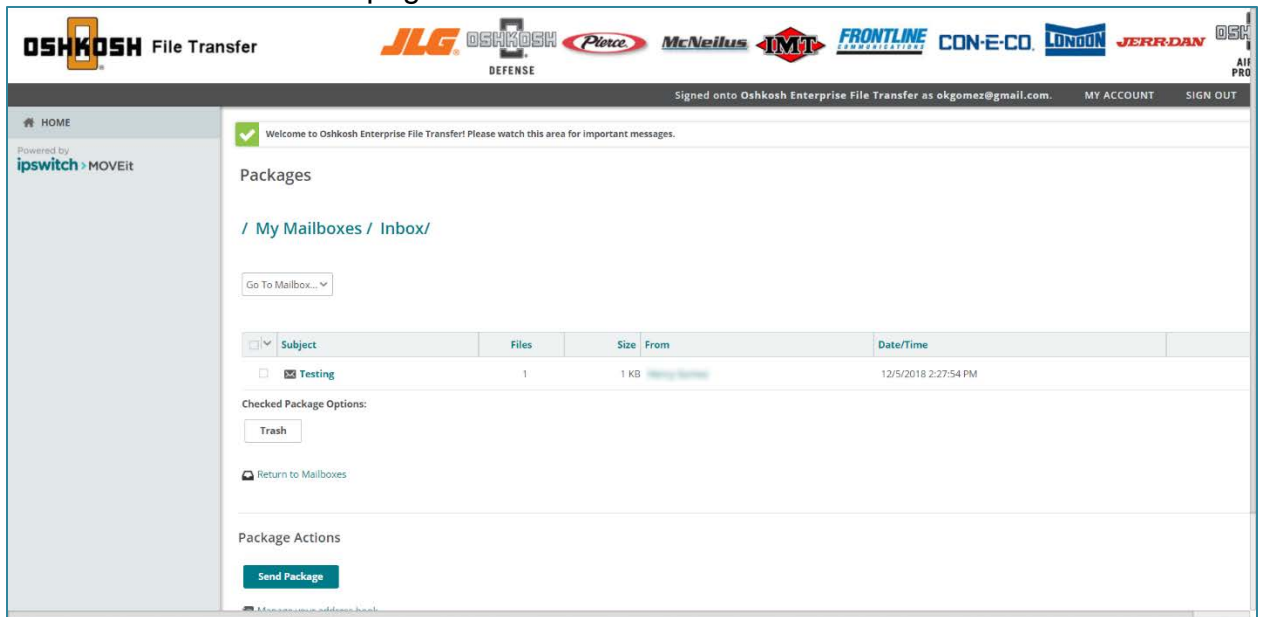 OSHKOSH File Transfer
JLG
OSHKOSH
DEFENSE
Pierce
McNeilus
IMT
FRONTLINE
COMMUNICATIONS
CON-E-CO.
LONDON
JERR-DAN
Signed onto Oshkosh Enterprise File Transfer as okgomez@gmail.com. MY ACCOUNT SIGN OUT
HOME
Powered by
ipswitch MOVEit
Welcome to Oshkosh Enterprise File Transfer! Please watch this area for important messages.
Packages
/ My Mailboxes / Inbox/
Go To Mailbox...
Subject Files Size From Date/Time
Testing 1 1 KB 12/5/2018 2:27:54 PM
Checked Package Options:
Trash
Return to Mailboxes
Package Actions
Send Package